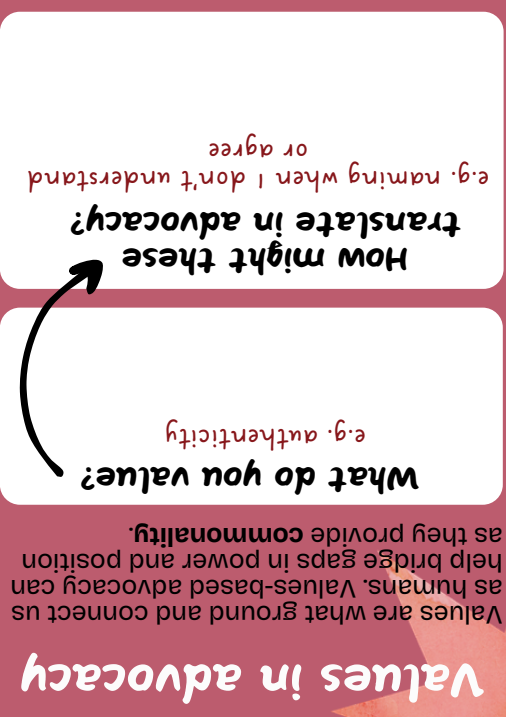 Values in advocacy
Values are what ground and connect us
as humans. Values-based advocacy can
help bridge gaps in power and position
as they provide commonality.
What do you value?
e.g. authenticity
How might these
translate in advocacy?
e.g. naming when I don't understand
or agree